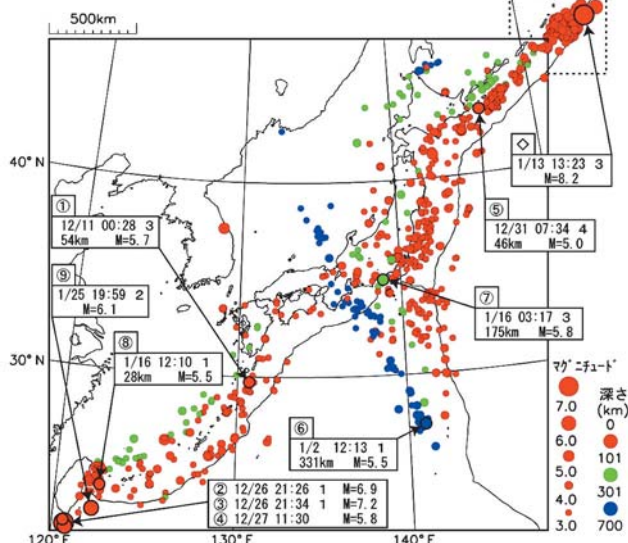 500km
40°N
30°N
120°E
130°E
140°E
◇
1/13 13:23 3
M=8.2
①
12/11 00:28 3
54km M=5.7
⑤
12/31 07:34 4
46km M=5.0
⑨
1/25 19:59 2
M=6.1
⑦
1/16 03:17 3
175km M=5.8
⑧
1/16 12:10 1
28km M=5.5
⑥
1/2 12:13 1
331km M=5.5
② 12/26 21:26 1 M=6.9
③ 12/26 21:34 1 M=7.2
④ 12/27 11:30 M=5.8
マグニチュード
7.0
6.0
5.0
4.0
3.0
深さ
(km)
0
101
301
700